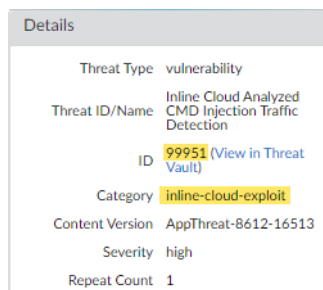 Details
Threat Type vulnerability
Threat ID/Name Inline Cloud Analyzed
CMD Injection Traffic
Detection
ID 99951 (View in Threat
Vault)
Category inline-cloud-exploit
Content Version AppThreat-8612-16513
Severity high
Repeat Count 1